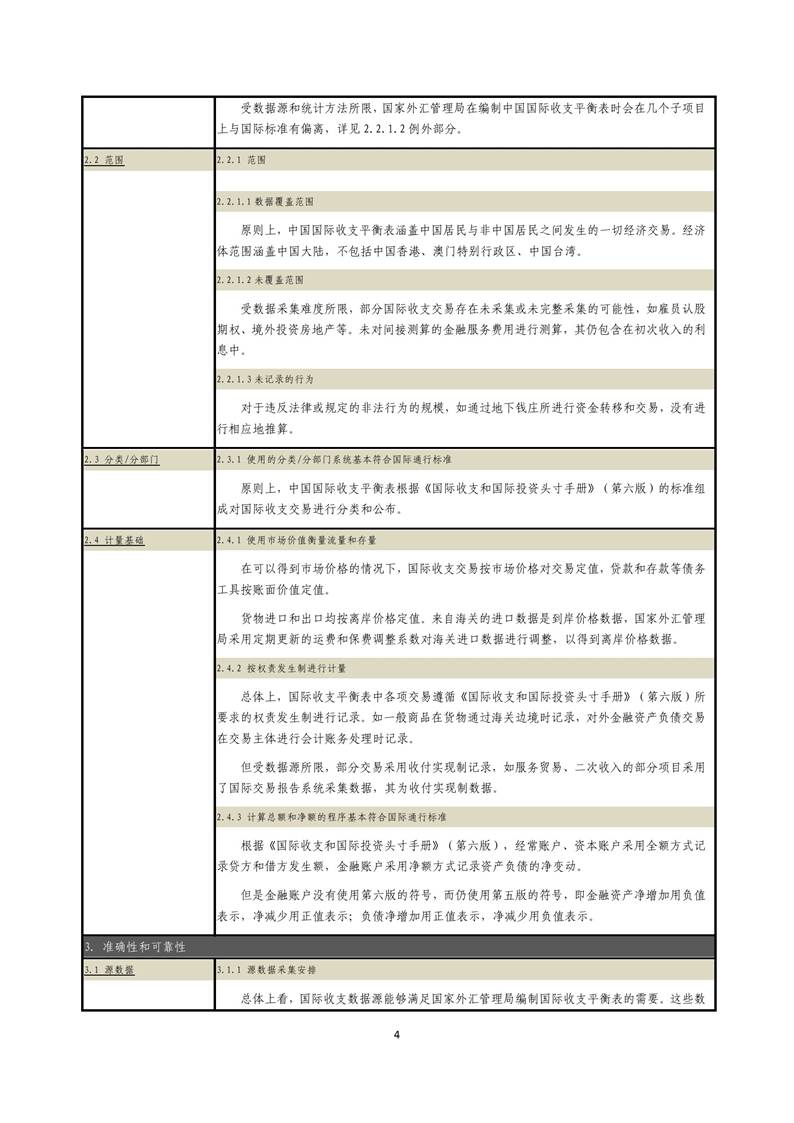 受数据源和统计方法所限，国家外汇管理局在编制中国国际收支平衡表时会在几个子项目
上与国际标准有偏离，详见 2.2.1.2 例外部分。
2.2 范围
2.2.1 范围
2.2.1.1 数据覆盖范围
原则上，中国国际收支平衡表涵盖中国居民与非中国居民之间发生的一切经济交易。经济
体范围涵盖中国大陆，不包括中国香港、澳门特别行政区、中国台湾。
2.2.1.2 未覆盖范围
受数据采集难度所限，部分国际收支交易存在未采集或未完整采集的可能性，如雇员认股
期权、境外投资房地产等。未对间接测算的金融服务费用进行测算，其仍包含在初次收入的利
息中。
2.2.1.3 未记录的行为
对于违反法律或规定的非法行为的规模，如通过地下钱庄所进行资金转移和交易，没有进
行相应地推算。
2.3 分类/分部门
2.3.1 使用的分类/分部门系统基本符合国际通行标准
原则上，中国国际收支平衡表根据《国际收支和国际投资头寸手册》（第六版）的标准组
成对国际收支交易进行分类和公布。
2.4 计量基础
2.4.1 使用市场价值衡量流量和存量
在可以得到市场价格的情况下，国际收支交易按市场价格对交易定值，贷款和存款等债务
工具按账面价值定值。
货物进口和出口均按离岸价格定值。来自海关的进口数据是到岸价格数据，国家外汇管理
局采用定期更新的运费和保费调整系数对海关进口数据进行调整，以得到离岸价格数据。
2.4.2 按权责发生制进行计量
总体上，国际收支平衡表中各项交易遵循《国际收支和国际投资头寸手册》（第六版）所
要求的权责发生制进行记录。如一般商品在货物通过海关边境时记录，对外金融资产负债交易
在交易主体进行会计账务处理时记录。
但受数据源所限，部分交易采用收付实现制记录，如服务贸易、二次收入的部分项目采用
了国际交易报告系统采集数据，其为收付实现制数据。
2.4.3 计算总额和净额的程序基本符合国际通行标准
根据《国际收支和国际投资头寸手册》（第六版），经常账户、资本账户采用全额方式记
录贷方和借方发生额，金融账户采用净额方式记录资产负债的净变动。
但是金融账户没有使用第六版的符号，而仍使用第五版的符号，即金融资产净增加用负值
表示，净减少用正值表示；负债净增加用正值表示，净减少用负值表示。
3. 准确性和可靠性
3.1 源数据
3.1.1 源数据采集安排
总体上看，国际收支数据源能够满足国家外汇管理局编制国际收支平衡表的需要。这些数
4